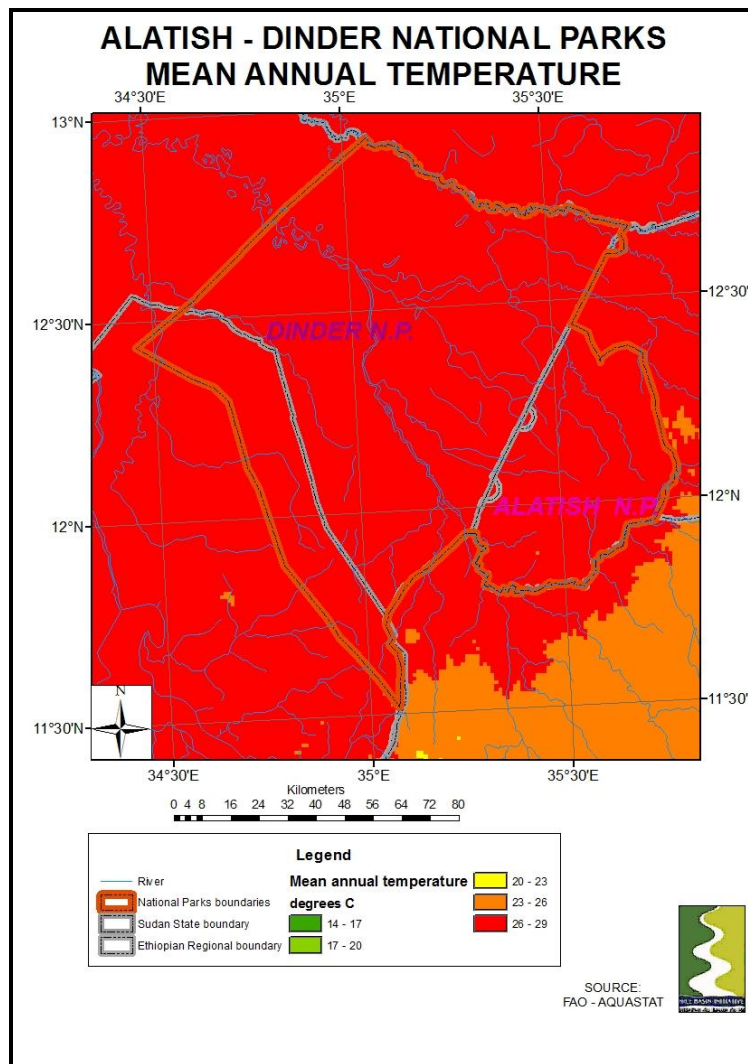 ALATISH - DINDER NATIONAL PARKS
MEAN ANNUAL TEMPERATURE
34°30'E 35°E 35°30'E
13°N
12°30'N
12°30'N
DINDER N.P.
12°N
ALATISH N.P.
12°N
11°30'N
N
11°30'N
34°30'E 35°E 35°30'E
Kilometers
0 4 8 16 24 32 40 48 56 64 72 80
Legend
River
National Parks boundaries
Sudan State boundary
Ethiopian Regional boundary
Mean annual temperature
degrees C
14 - 17
17 - 20
20 - 23
23 - 26
26 - 29
SOURCE:
FAO - AQUASTAT
NILE BASIN INITIATIVE